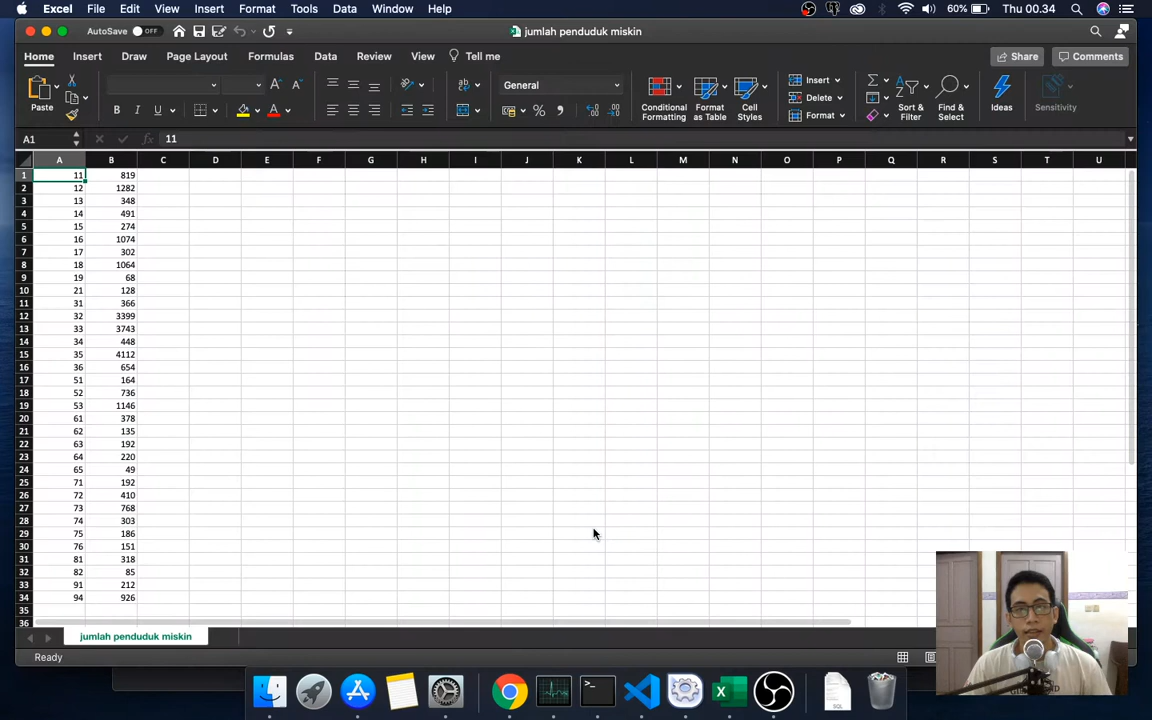 Excel File Edit View Insert Format Tools Data Window Help 60% Thu 00.34
AutoSave OFF jumlah penduduk miskin
Home Insert Draw Page Layout Formulas Data Review View Tell me Share Comments
Paste General Conditional Formatting Format as Table Cell Styles Insert Delete Format Sort & Filter Find & Select Ideas Sensitivity
A1 fx 11
A B C D E F G H I J K L M N O P Q R S T U
1 11 819
2 12 1282
3 13 348
4 14 491
5 15 274
6 16 1074
7 17 302
8 18 1064
9 19 68
10 21 128
11 31 366
12 32 3399
13 33 3743
14 34 448
15 35 4112
16 36 654
17 51 164
18 52 736
19 53 1146
20 61 378
21 62 135
22 63 192
23 64 220
24 65 49
25 71 192
26 72 410
27 73 768
28 74 303
29 75 186
30 76 151
31 81 318
32 82 85
33 91 212
34 94 926
35
36
jumlah penduduk miskin
Ready
SQL